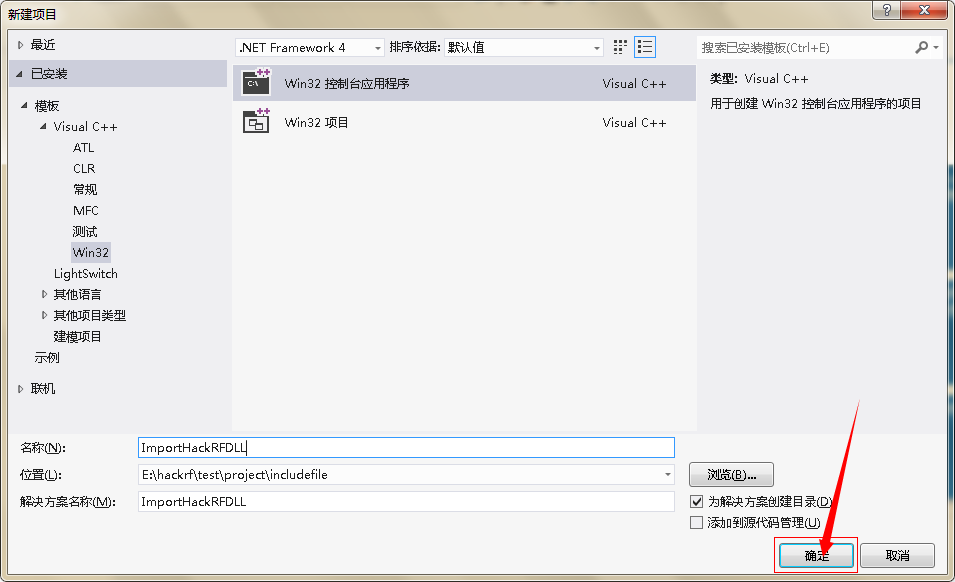 新建项目
最近
已安装
模板
Visual C++
ATL
CLR
常规
MFC
测试
Win32
LightSwitch
其他语言
其他项目类型
建模项目
示例
联机
.NET Framework 4 排序依据: 默认值
Win32 控制台应用程序 Visual C++
Win32 项目 Visual C++
搜索已安装模板(Ctrl+E)
类型: Visual C++
用于创建 Win32 控制台应用程序的项目
名称(N): ImportHackRFDLL
位置(L): E:\hackrf\test\project\includefile 浏览(B)...
解决方案名称(M): ImportHackRFDLL 为解决方案创建目录(D)
添加到源代码管理(U)
确定 取消